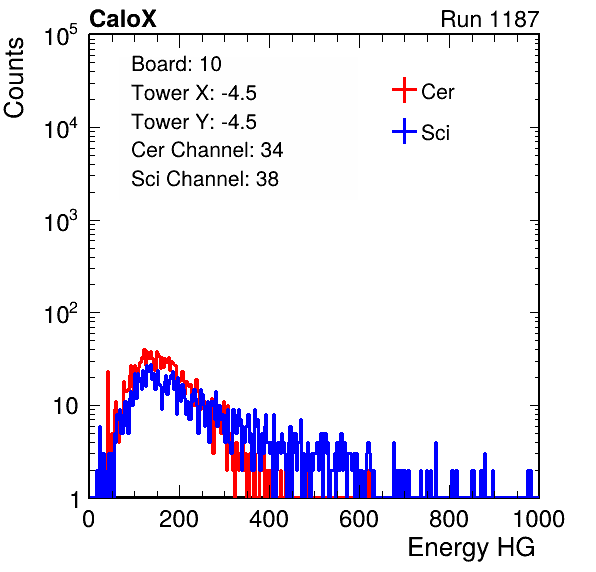 CaloX Run 1187
Counts
10^5
10^4
10^3
10^2
10
1
Board: 10
Tower X: -4.5
Tower Y: -4.5
Cer Channel: 34
Sci Channel: 38
Cer
Sci
0 200 400 600 800 1000
Energy HG